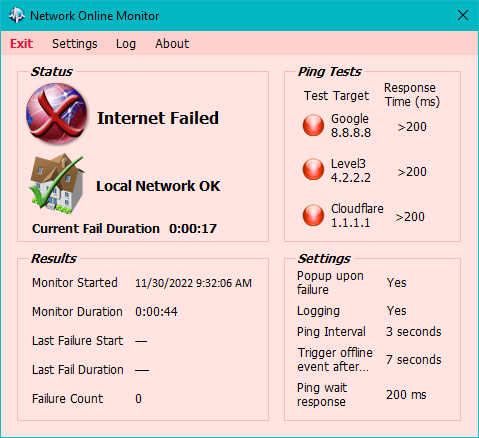 Network Online Monitor
Exit Settings Log About
Status
Internet Failed
Local Network OK
Current Fail Duration 0:00:17
Ping Tests
Test Target Response
Time (ms)
Google
8.8.8.8 >200
Level3
4.2.2.2 >200
Cloudflare
1.1.1.1 >200
Results
Monitor Started 11/30/2022 9:32:06 AM
Monitor Duration 0:00:44
Last Failure Start —
Last Fail Duration —
Failure Count 0
Settings
Popup upon
failure Yes
Logging Yes
Ping Interval 3 seconds
Trigger offline
event after... 7 seconds
Ping wait
response 200 ms